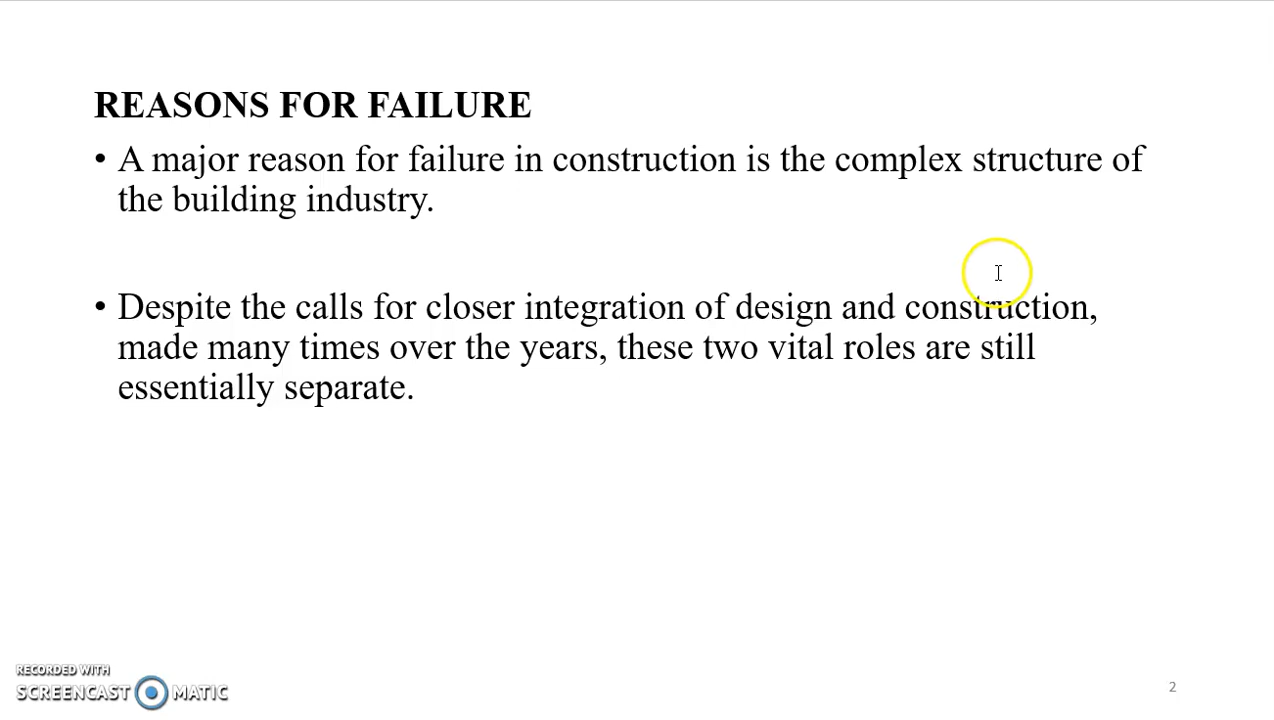 REASONS FOR FAILURE
• A major reason for failure in construction is the complex structure of
the building industry.
• Despite the calls for closer integration of design and construction,
made many times over the years, these two vital roles are still
essentially separate.
RECORDED WITH
SCREENCAST MATIC
2